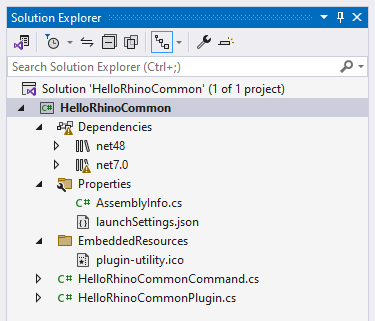 Solution Explorer
Search Solution Explorer (Ctrl+;)
Solution 'HelloRhinoCommon' (1 of 1 project)
C# HelloRhinoCommon
Dependencies
net48
net7.0
Properties
C# AssemblyInfo.cs
launchSettings.json
EmbeddedResources
plugin-utility.ico
C# HelloRhinoCommonCommand.cs
C# HelloRhinoCommonPlugin.cs